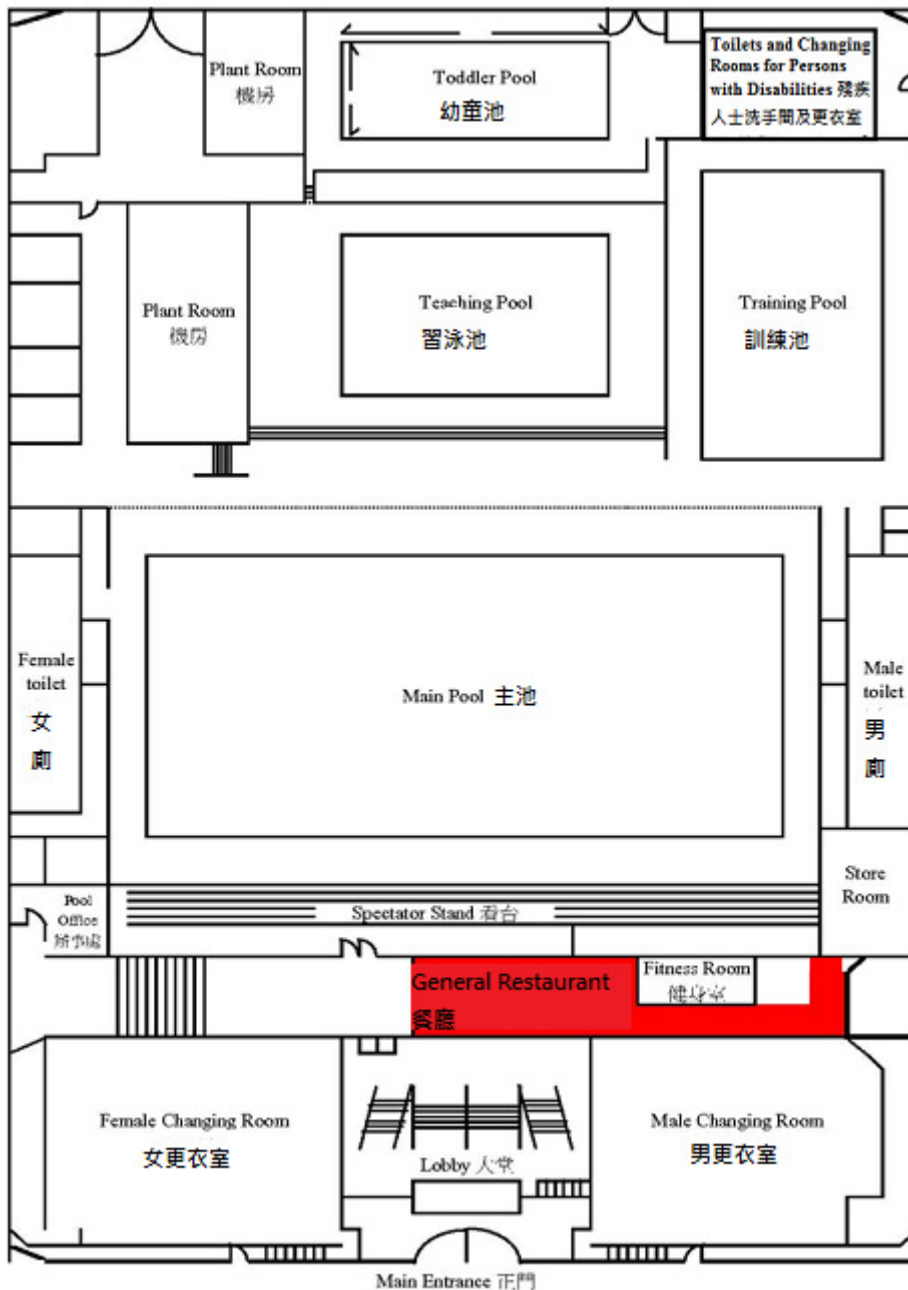 Plant Room
機房
Toddler Pool
幼童池
Toilets and Changing
Rooms for Persons
with Disabilities 殘疾
人士洗手間及更衣室
Plant Room
機房
Teaching Pool
習泳池
Training Pool
訓練池
Female
toilet
女
廁
Main Pool 主池
Male
toilet
男
廁
Pool
Office
辦事處
Spectator Stand 看台
Store
Room
General Restaurant
餐廳
Fitness Room
健身室
Female Changing Room
女更衣室
Lobby 大堂
Male Changing Room
男更衣室
Main Entrance 正門